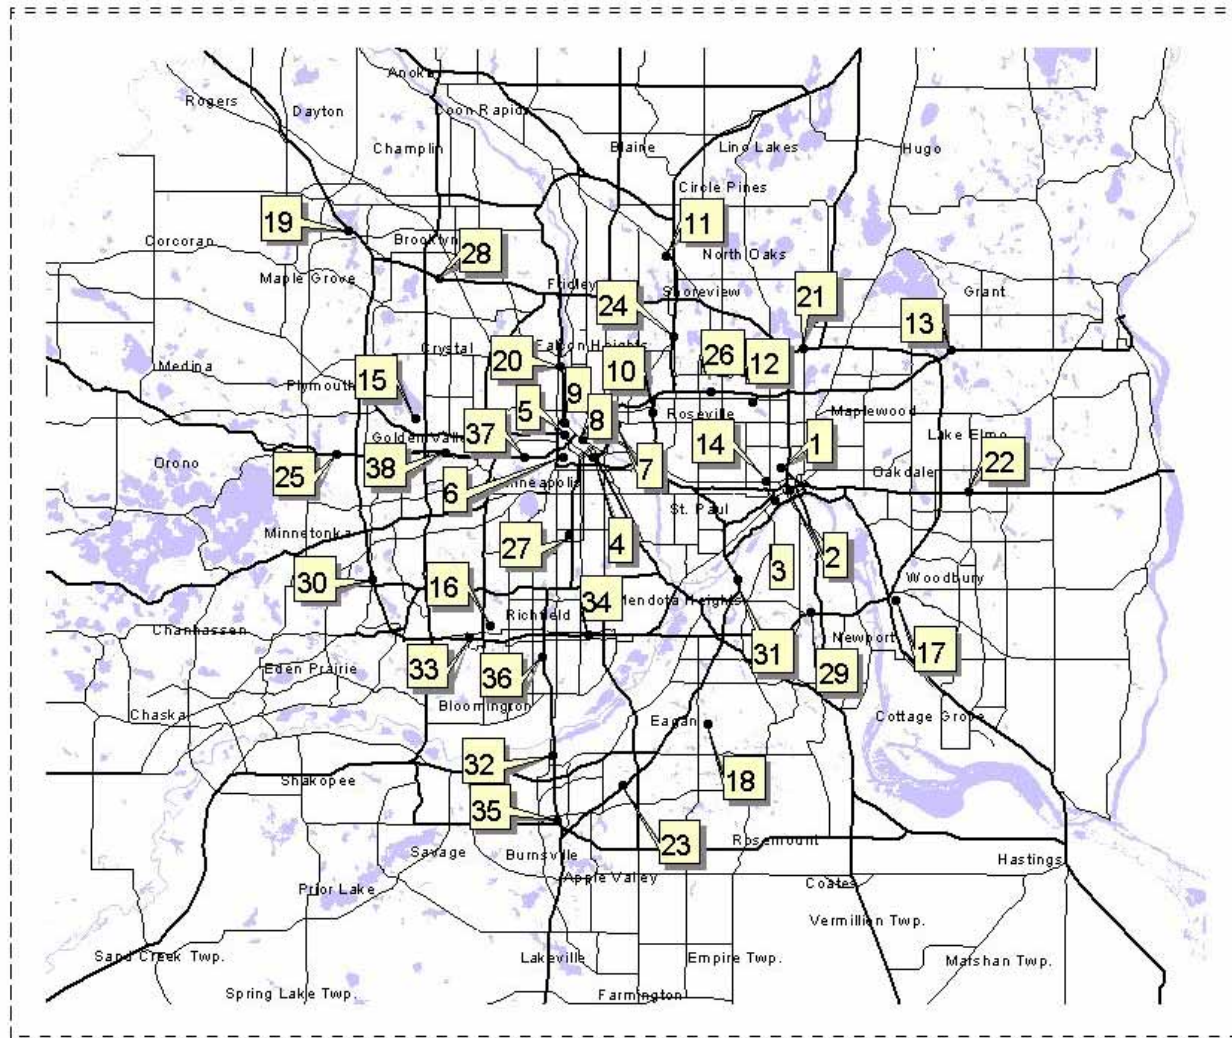 Anoka
Rogers
Dayton
Coon Rapids
Champlin
Blaine
Lino Lakes
Hugo
Circle Pines
19
11
Corcoran
Brooklyn
28
North Oaks
Maple Grove
Fridley
24
Shoreview
21
Grant
13
20
Falcon Heights
Crystal
10
26
12
Medina
15
Plymouth
9
5
8
Roseville
Maplewood
37
Golden Valley
14
1
Lake Elmo
Orono
25
38
6
Minneapolis
7
Oakdale
22
St. Paul
Minnetonka
27
4
3
2
30
16
34
Woodbury
Richfield
Mendota Heights
Chanhassen
Newport
Eden Prairie
33
36
31
29
17
Chaska
Bloomington
Eagan
Cottage Grove
32
Shakopee
18
35
23
Rosemount
Savage
Burnsville
Hastings
Prior Lake
Apple Valley
Coates
Vermillion Twp.
Sand Creek Twp.
Lakeville
Empire Twp.
Marshan Twp.
Spring Lake Twp.
Farmington